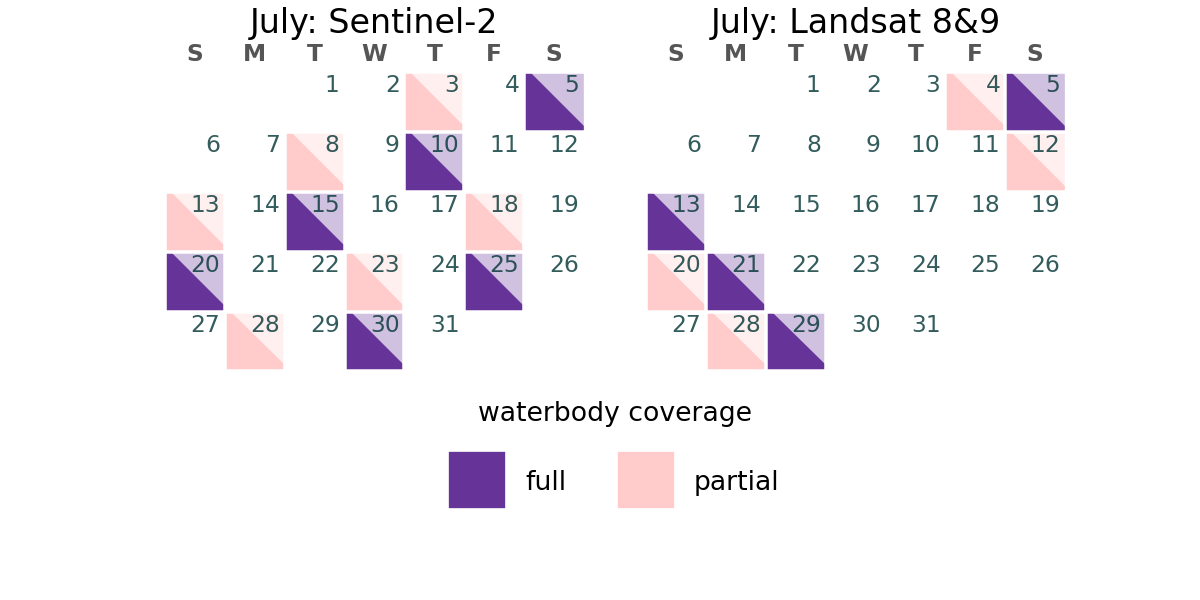 July: Sentinel-2
S M T W T F S
1 2 3 4 5
6 7 8 9 10 11 12
13 14 15 16 17 18 19
20 21 22 23 24 25 26
27 28 29 30 31
July: Landsat 8&9
S M T W T F S
1 2 3 4 5
6 7 8 9 10 11 12
13 14 15 16 17 18 19
20 21 22 23 24 25 26
27 28 29 30 31
waterbody coverage
full partial